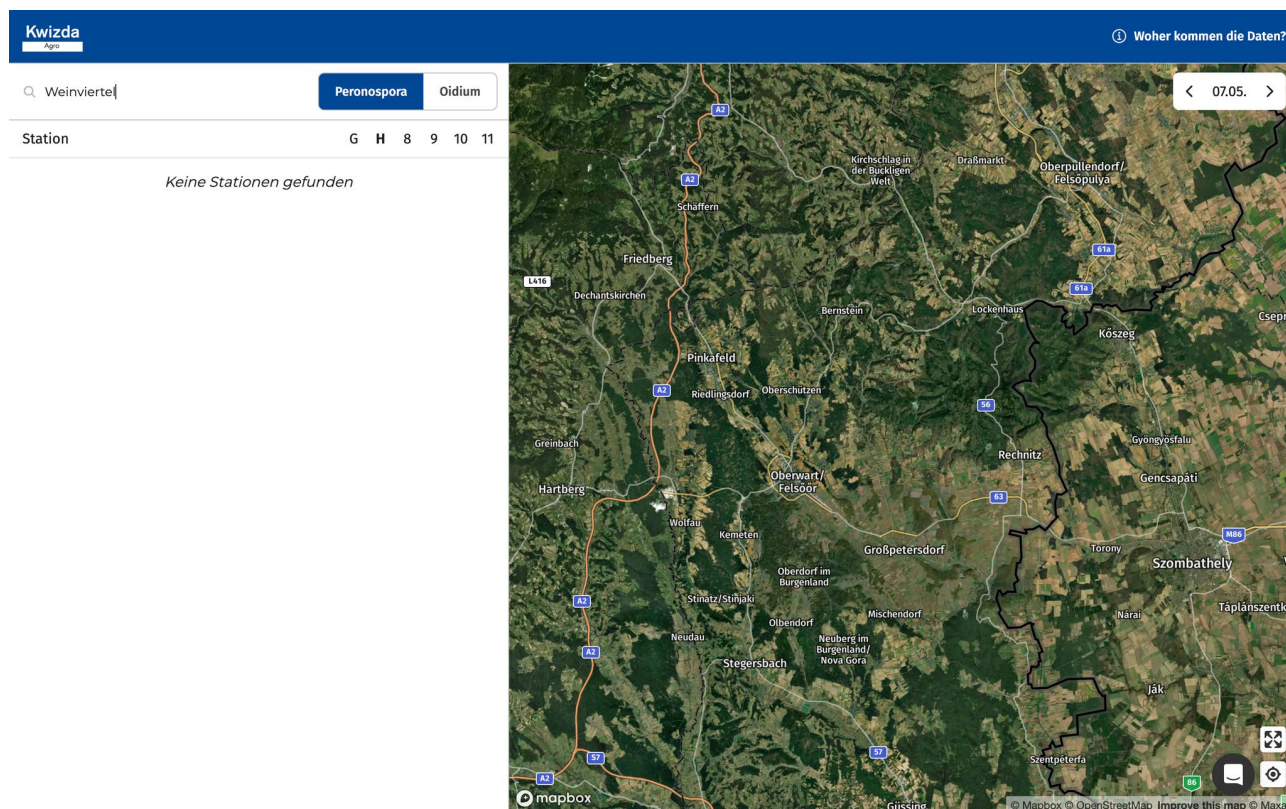 Kwizda
Agro
Woher kommen die Daten?
Weinviertel
Peronospora
Oidium
Station G H 8 9 10 11
Keine Stationen gefunden
07.05.
A2
Kirchschlag in
der Buckligen
Welt
Draßmarkt
Oberpullendorf/
Felsőpulya
A2
Schäffern
61a
Friedberg
L416
Dechantskirchen
61a
Bernstein
Lockenhaus
Csepr
Kőszeg
Pinkafeld
A2
Riedlingsdorf
Oberschützen
56
Greinbach
Gyöngyösfalu
Rechnitz
Oberwart/
Felsőőr
Gencsapáti
Hartberg
63
Wolfau
Kemeten
M86
Großpetersdorf
Torony
Szombathely
Oberdorf im
Burgenland
A2
Stinatz/Stinjaki
Mischendorf
Nárai
Táplánszentk
Olbendorf
Neudau
Neuberg im
Burgenland/
Nova Gora
A2
Stegersbach
Ják
S7
57
Szentpéterfa
A2
86
mapbox
Güssing
© Mapbox © OpenStreetMap Improve this map © Max